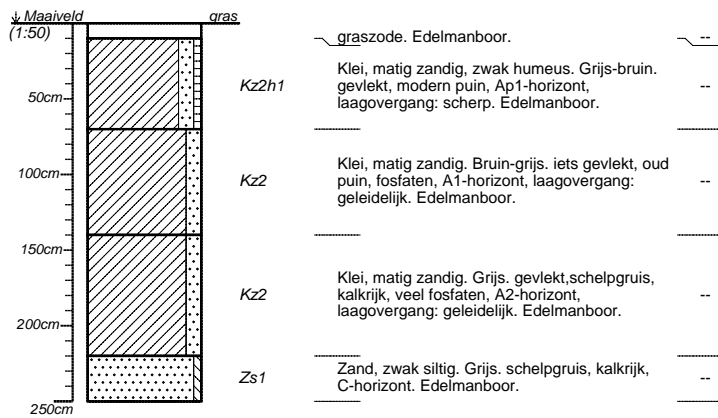 Maaiveld gras
(1:50)
graszode. Edelmanboor. --
Klei, matig zandig, zwak humeus. Grijs-bruin.
Kz2h1 gevlekt, modern puin, Ap1-horizont, --
50cm laagovergang: scherp. Edelmanboor.
Klei, matig zandig. Bruin-grijs. iets gevlekt, oud
100cm Kz2 puin, fosfaten, A1-horizont, laagovergang: --
geleidelijk. Edelmanboor.
150cm
Klei, matig zandig. Grijs. gevlekt,schelpgruis,
Kz2 kalkrijk, veel fosfaten, A2-horizont, --
200cm laagovergang: geleidelijk. Edelmanboor.
Zand, zwak siltig. Grijs. schelpgruis, kalkrijk,
Zs1 C-horizont. Edelmanboor. --
250cm